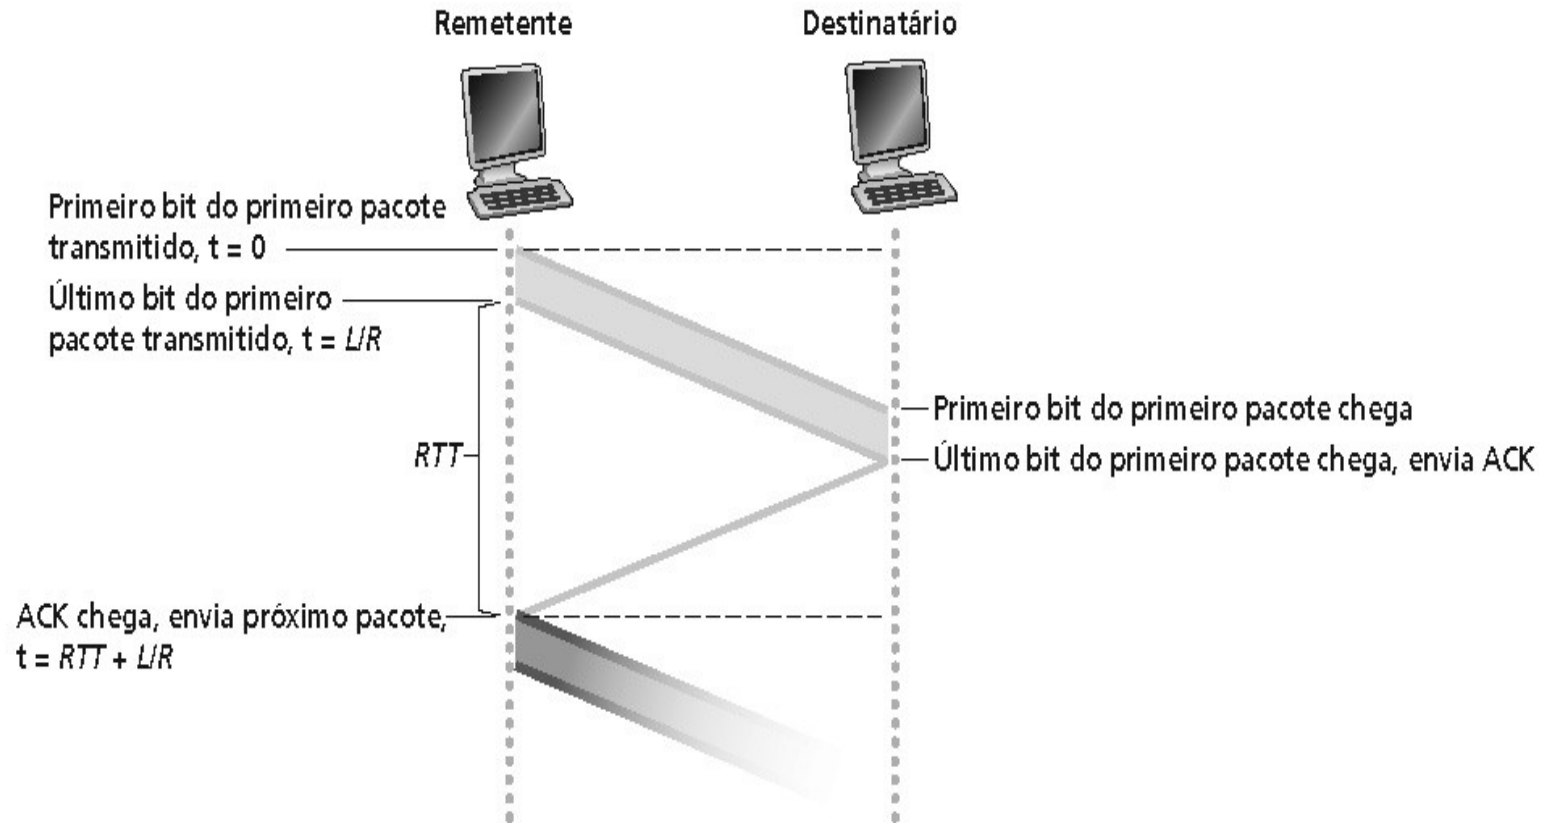 Remetente
Destinatário
Primeiro bit do primeiro pacote
transmitido, t = 0
Último bit do primeiro
pacote transmitido, t = L/R
Primeiro bit do primeiro pacote chega
Último bit do primeiro pacote chega, envia ACK
RTT
ACK chega, envia próximo pacote,
t = RTT + L/R